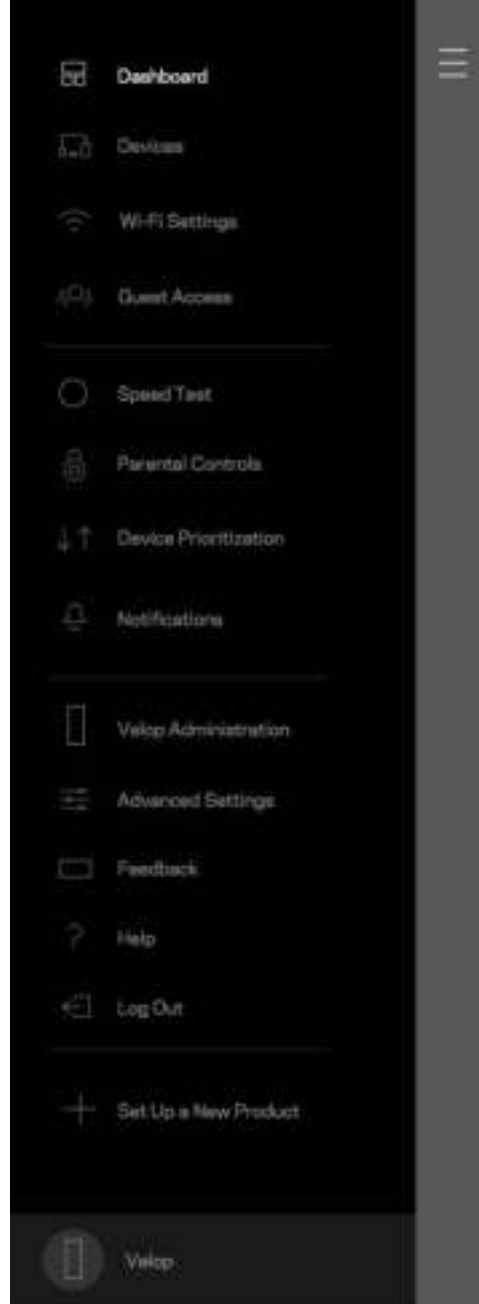 Dashboard
Devices
Wi-Fi Settings
Guest Access
Speed Test
Parental Controls
Device Prioritization
Notifications
Velop Administration
Advanced Settings
Feedback
? Help
Log Out
Set Up a New Product
Velop